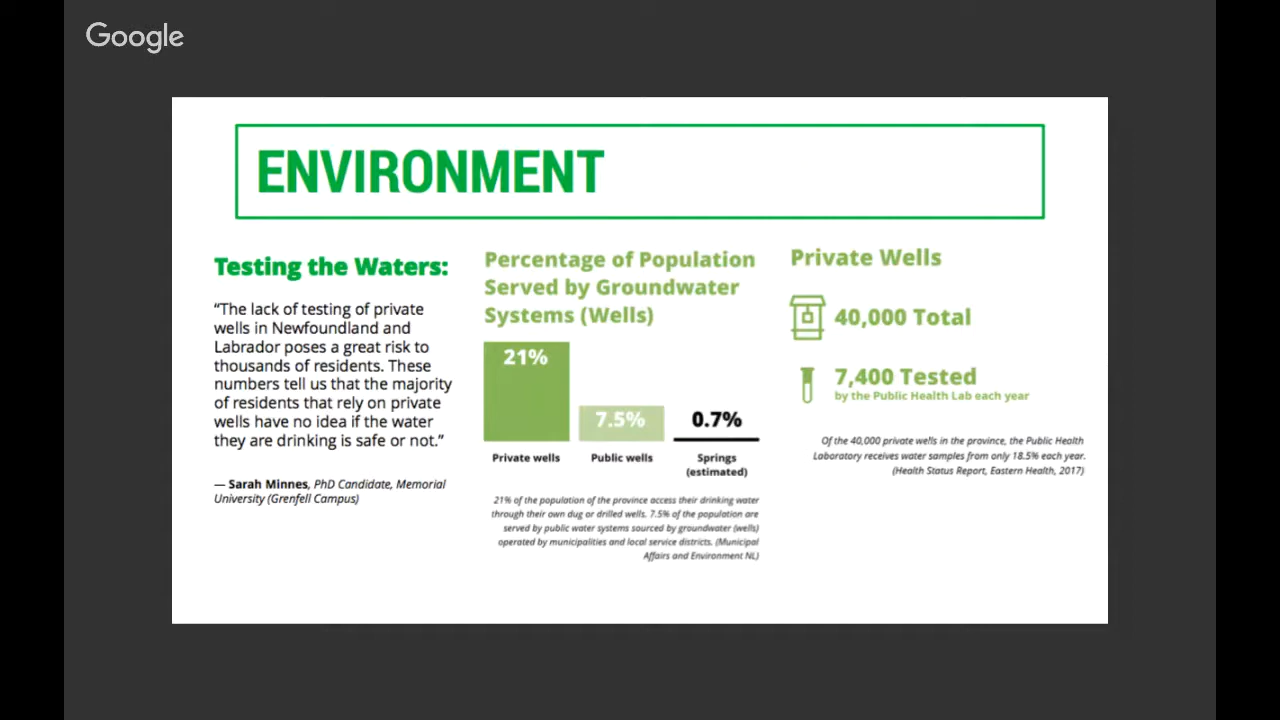 Google
ENVIRONMENT
Testing the Waters:
“The lack of testing of private
wells in Newfoundland and
Labrador poses a great risk to
thousands of residents. These
numbers tell us that the majority
of residents that rely on private
wells have no idea if the water
they are drinking is safe or not.”
— Sarah Minnes, PhD Candidate, Memorial
University (Grenfell Campus)
Percentage of Population
Served by Groundwater
Systems (Wells)
21%
7.5%
0.7%
Private wells
Public wells
Springs
(estimated)
21% of the population of the province access their drinking water
through their own dug or drilled wells. 7.5% of the population are
served by public water systems sourced by groundwater (wells)
operated by municipalities and local service districts. (Municipal
Affairs and Environment NL)
Private Wells
40,000 Total
7,400 Tested
by the Public Health Lab each year
Of the 40,000 private wells in the province, the Public Health
Laboratory receives water samples from only 18.5% each year.
(Health Status Report, Eastern Health, 2017)